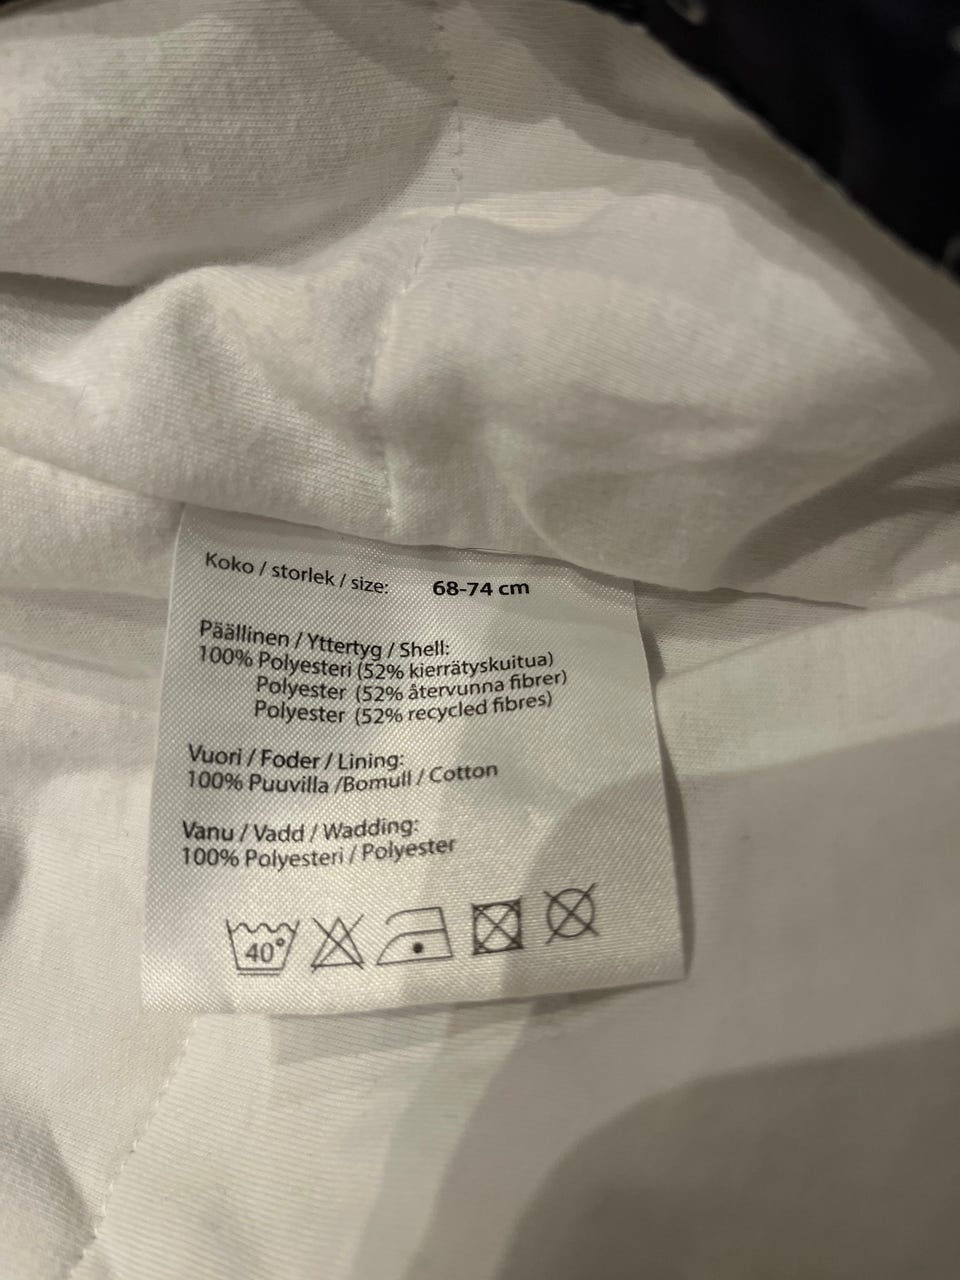 Koko / storlek / size: 68-74 cm
Päällinen / Yttertyg / Shell:
100% Polyesteri (52% kierrätyskuitua)
Polyester (52% återvunna fibrer)
Polyester (52% recycled fibres)
Vuori / Foder / Lining:
100% Puuvilla /Bomull / Cotton
Vanu / Vadd / Wadding:
100% Polyesteri / Polyester
40°